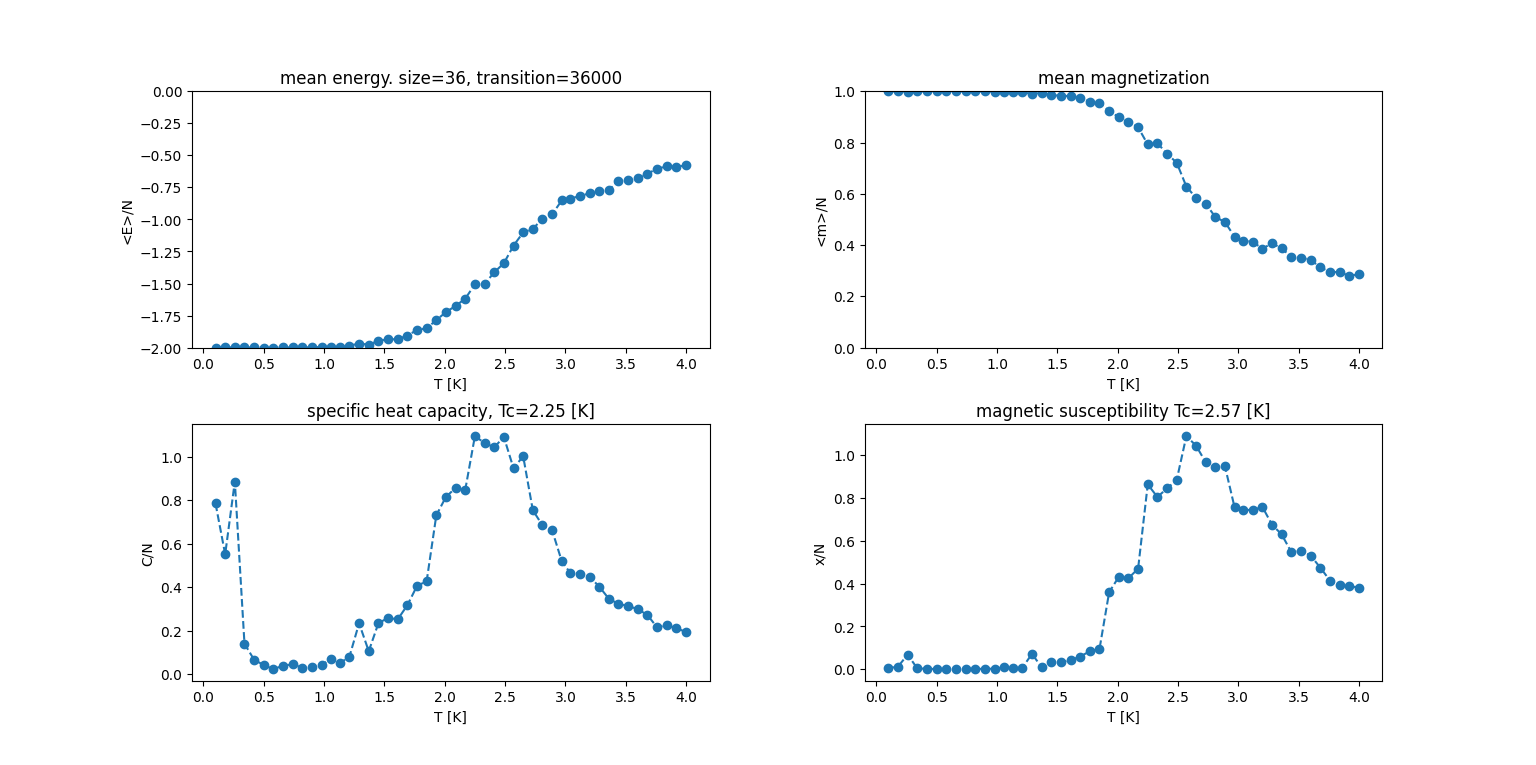 mean energy. size=36, transition=36000
0.00
−0.25
−0.50
−0.75
−1.00
−1.25
−1.50
−1.75
−2.00
<E>/N
0.0 0.5 1.0 1.5 2.0 2.5 3.0 3.5 4.0
T [K]
mean magnetization
1.0
0.8
0.6
0.4
0.2
0.0
<m>/N
0.0 0.5 1.0 1.5 2.0 2.5 3.0 3.5 4.0
T [K]
specific heat capacity, Tc=2.25 [K]
1.0
0.8
0.6
0.4
0.2
0.0
C/N
0.0 0.5 1.0 1.5 2.0 2.5 3.0 3.5 4.0
T [K]
magnetic susceptibility Tc=2.57 [K]
1.0
0.8
0.6
0.4
0.2
0.0
x/N
0.0 0.5 1.0 1.5 2.0 2.5 3.0 3.5 4.0
T [K]